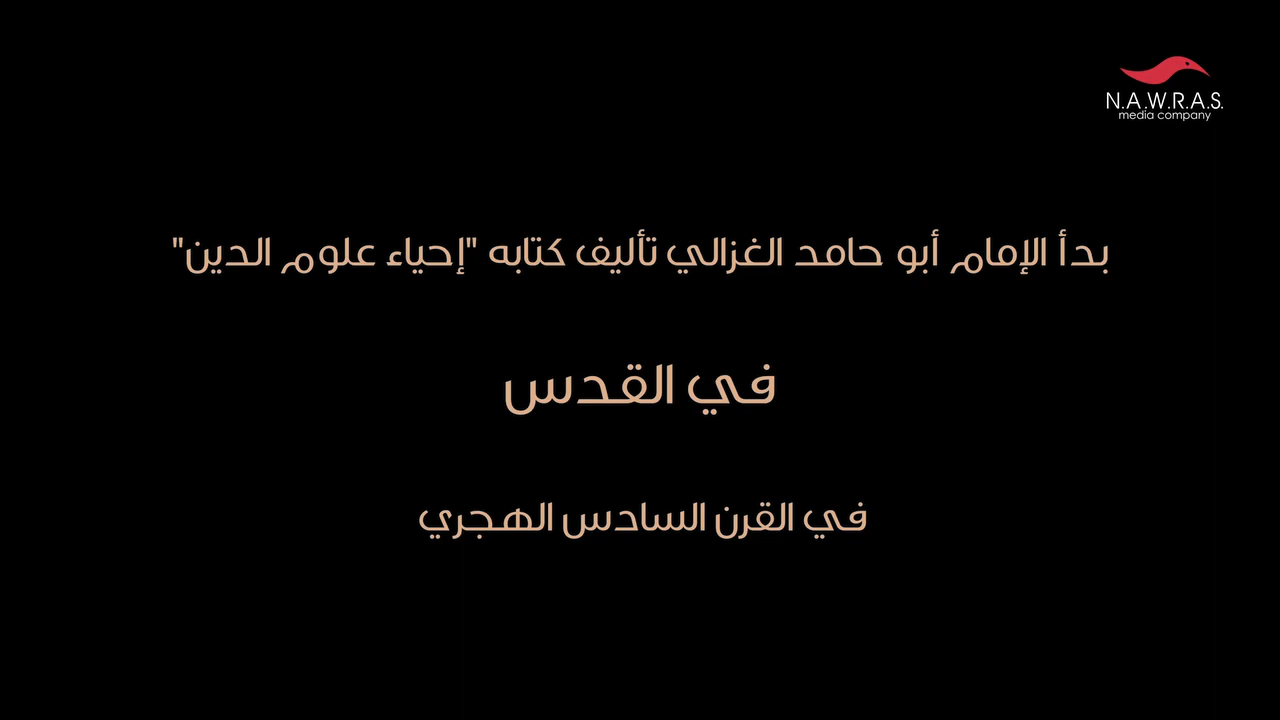 N.A.W.R.A.S.
media company
بدأ الإمام أبو حامد الغزالي تأليف كتابه "إحياء علوم الدين"
في القدس
في القرن السادس الهجري